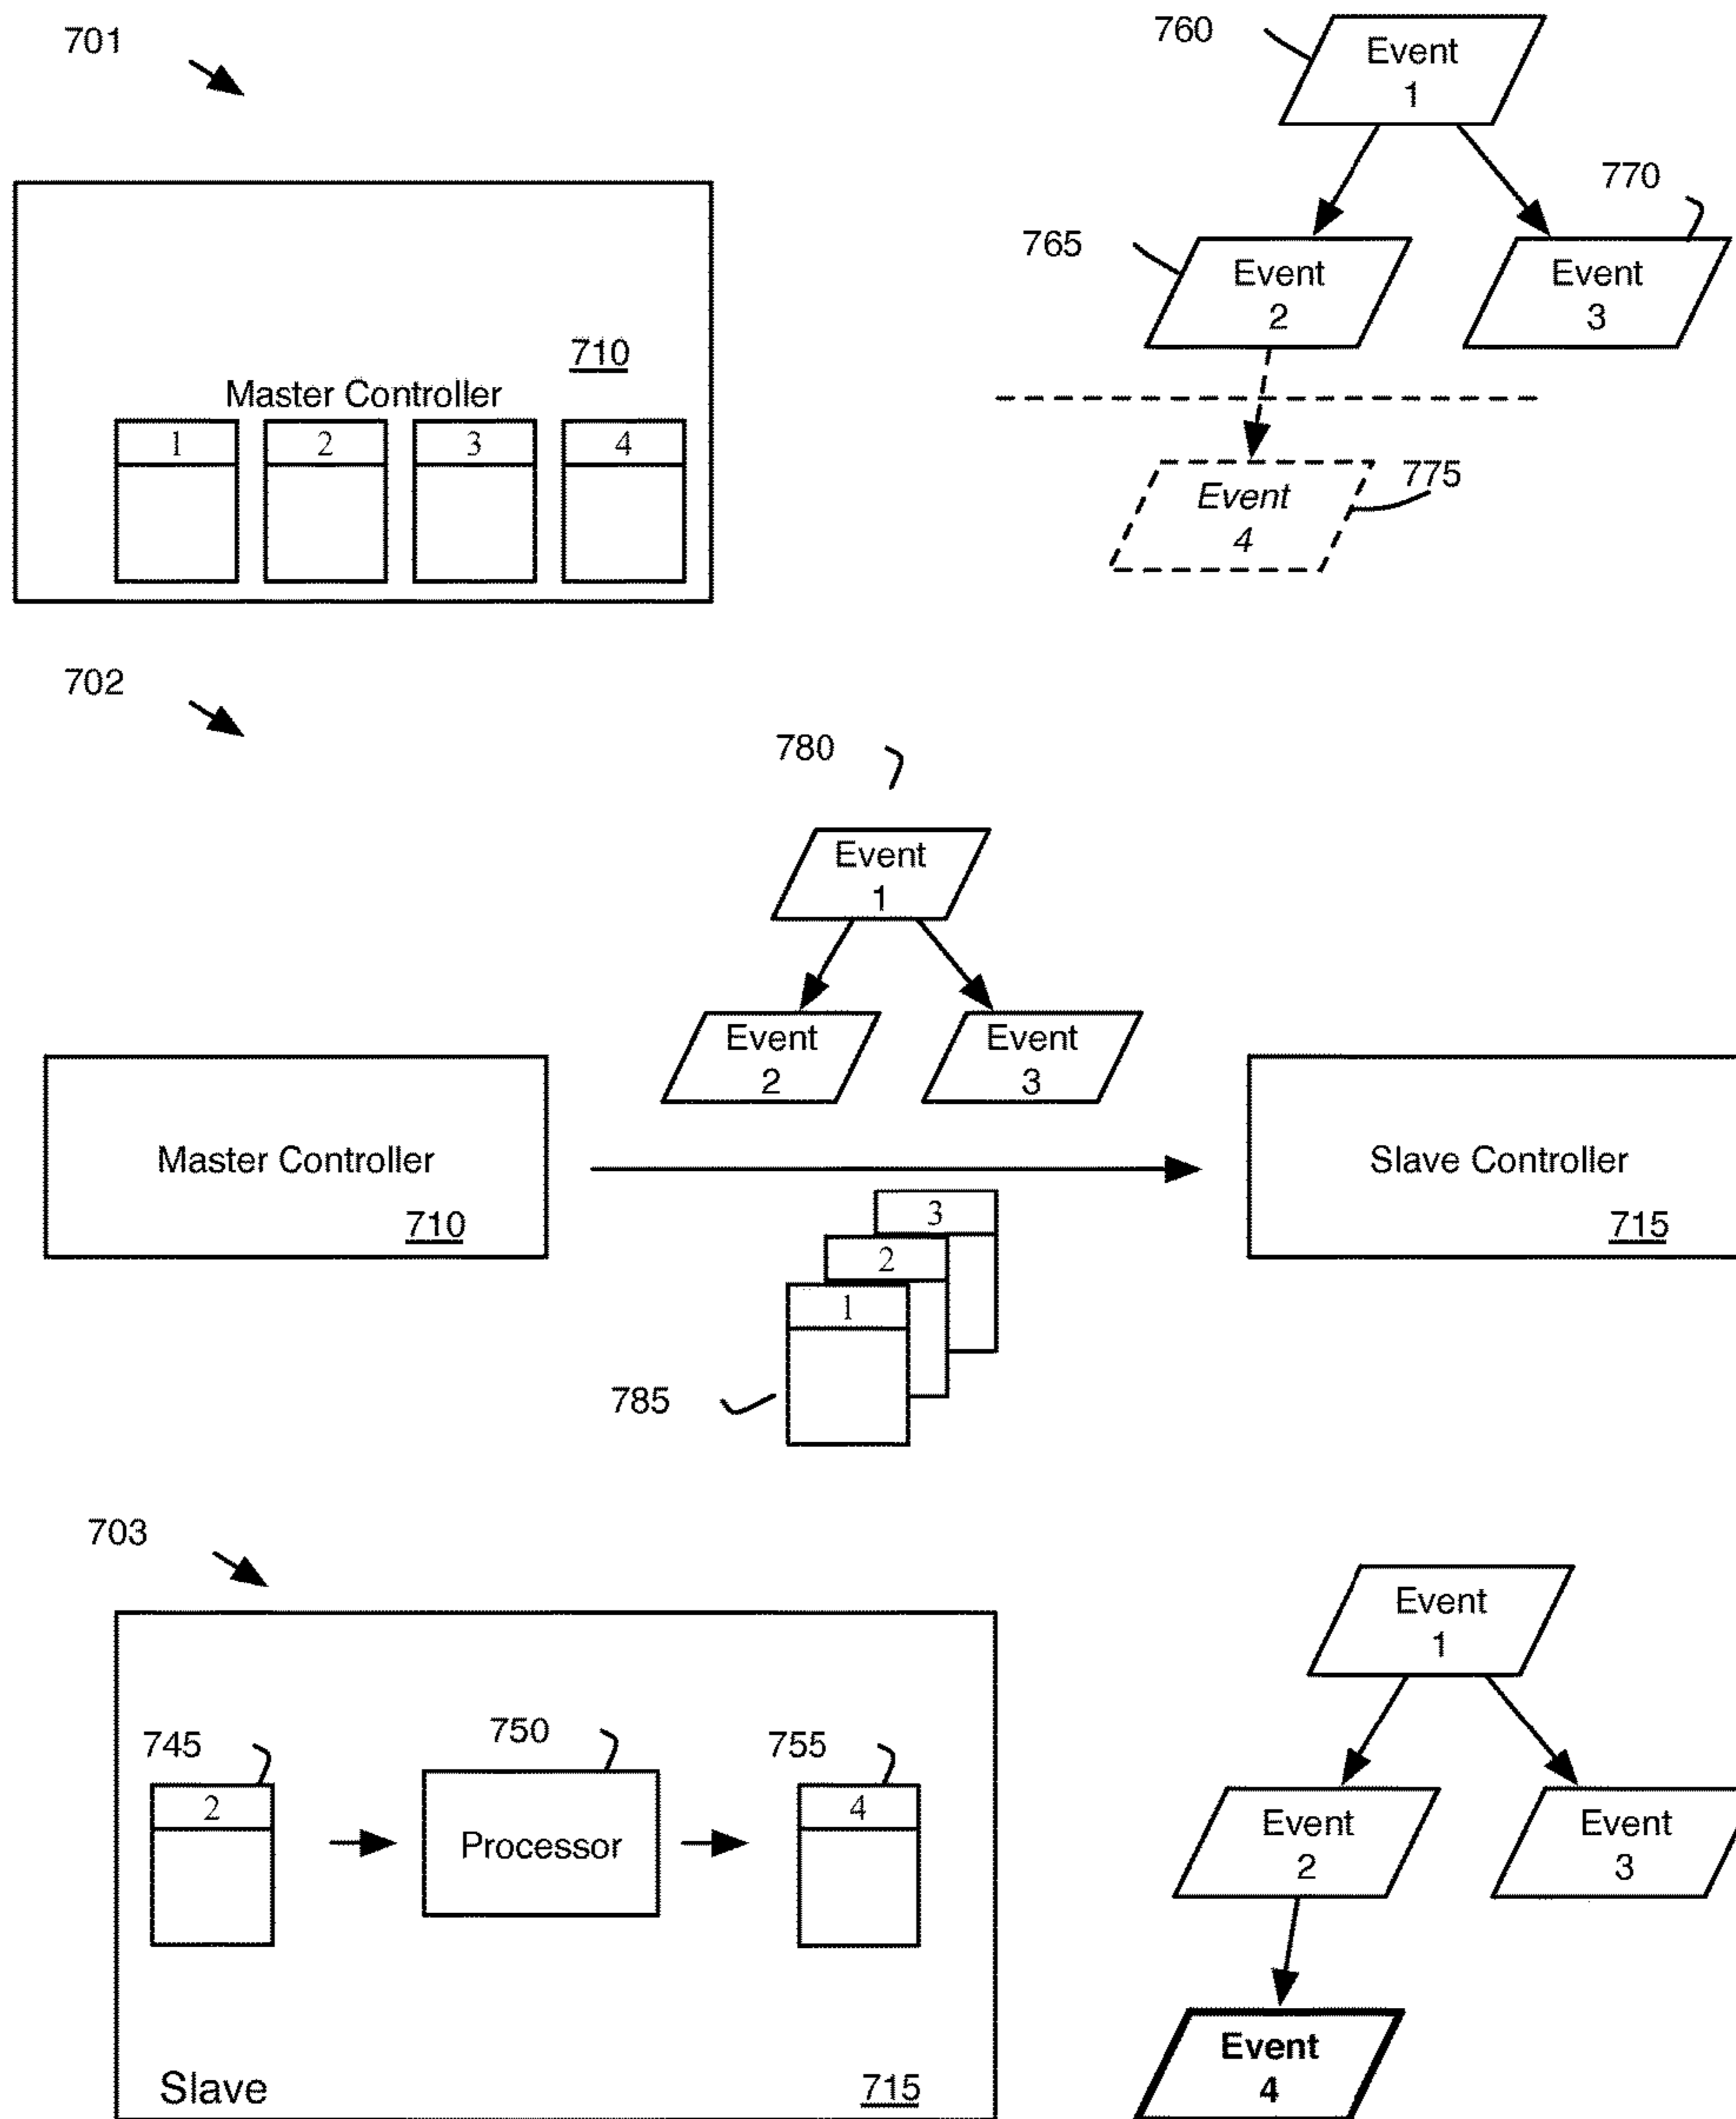 701
760
Event
1
770
765
Event
2
Event
3
710
Master Controller
1 2 3 4
Event
4
775
702
780
Event
1
Event
2
Event
3
Master Controller
710
Slave Controller
715
3
2
1
785
703
Event
1
745
750
755
2
Processor
4
Event
2
Event
3
Slave
715
Event
4